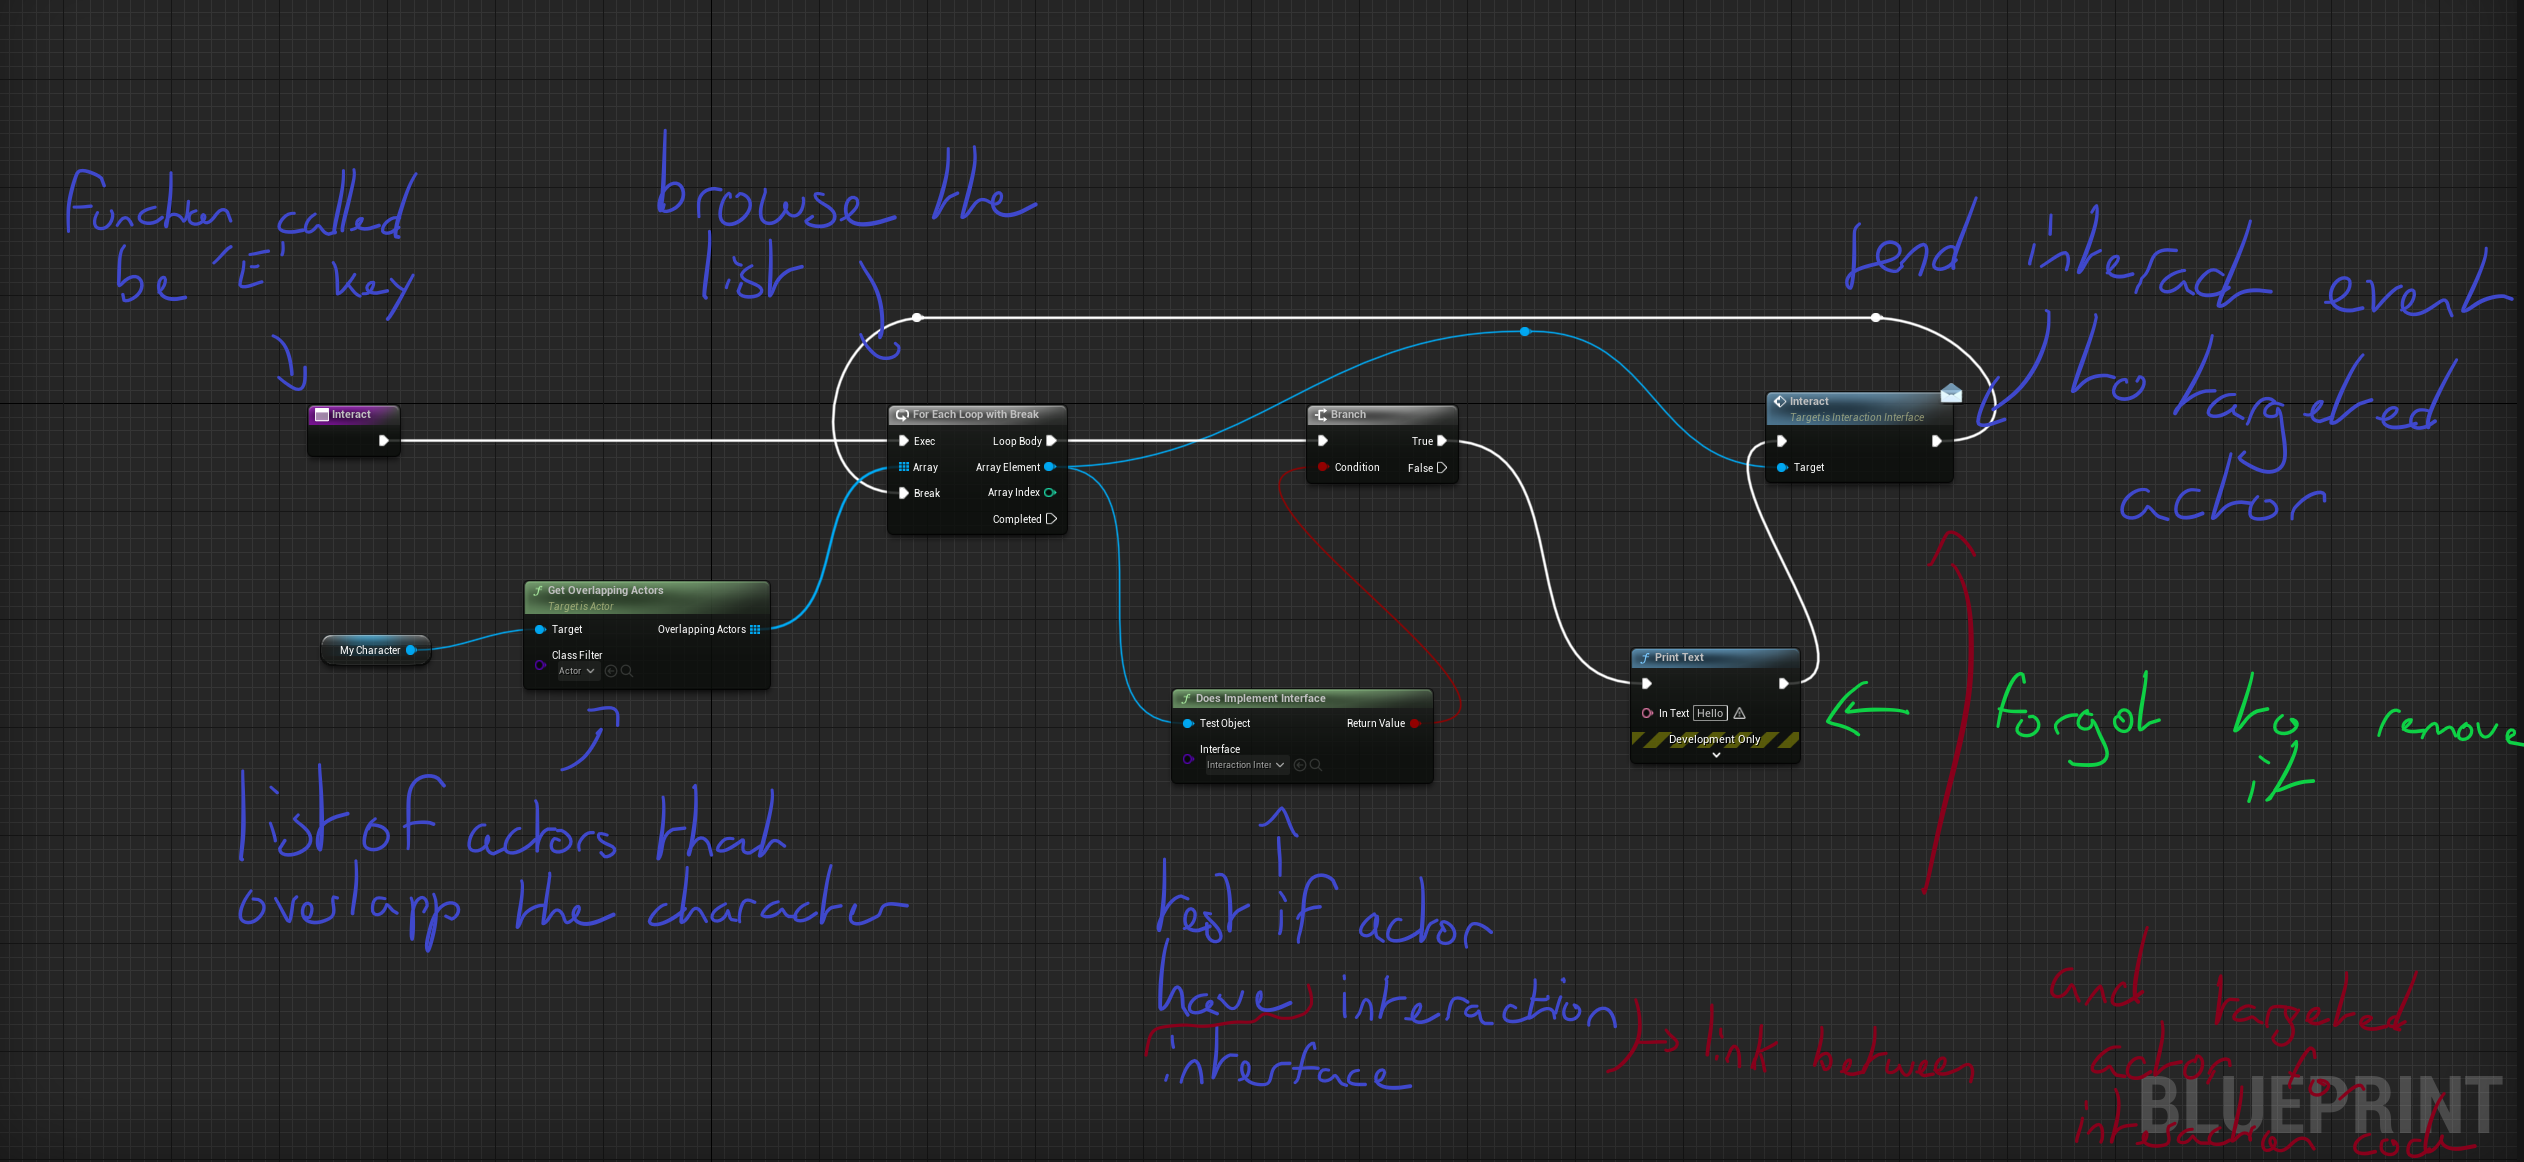 Function called
be 'E' key
browse the
list
send interact event
to targeted
actor
Interact
For Each Loop with Break
Exec
Loop Body
Array
Array Element
Break
Array Index
Completed
Branch
True
Condition
False
Interact
Target is Interaction Interface
Target
Get Overlapping Actors
Target is Actor
Target
Overlapping Actors
Class Filter
Actor
My Character
Does Implement Interface
Test Object
Return Value
Interface
Interaction Inter
Print Text
In Text Hello
Development Only
forgot to remove
it
list of actors that
overlapp the character
test if actor
have interaction
interface
link between
and targeted
actor for
interaction code
BLUEPRINT